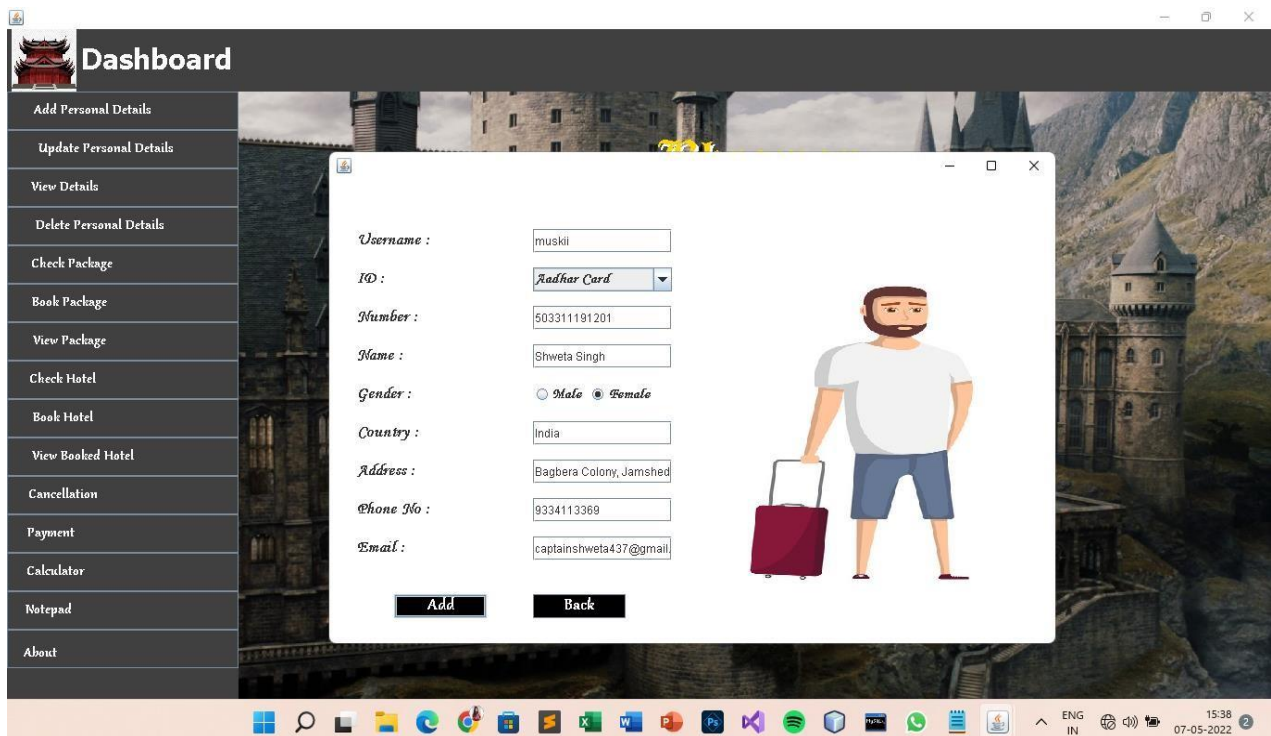 Dashboard
Add Personal Details
Update Personal Details
View Details
Delete Personal Details
Check Package
Book Package
View Package
Check Hotel
Book Hotel
View Booked Hotel
Cancellation
Payment
Calculator
Notepad
About
Username : muskii
ID : Aadhar Card
Number : 503311191201
Name : Shweta Singh
Gender : Male Female
Country : India
Address : Bagbera Colony, Jamshed
Phone No : 9334113369
Email : captainshweta437@gmail.
Add Back
ENG
IN
15:38
07-05-2022
2